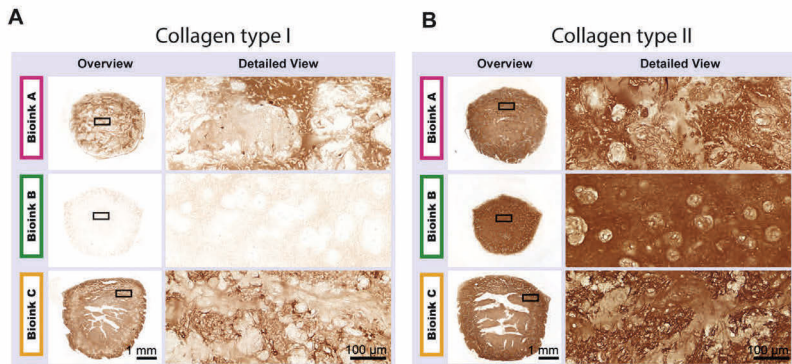 A
Collagen type I
Overview
Detailed View
Bioink A
Bioink B
Bioink C
1 mm
100 µm
B
Collagen type II
Overview
Detailed View
Bioink A
Bioink B
Bioink C
1 mm
100 µm